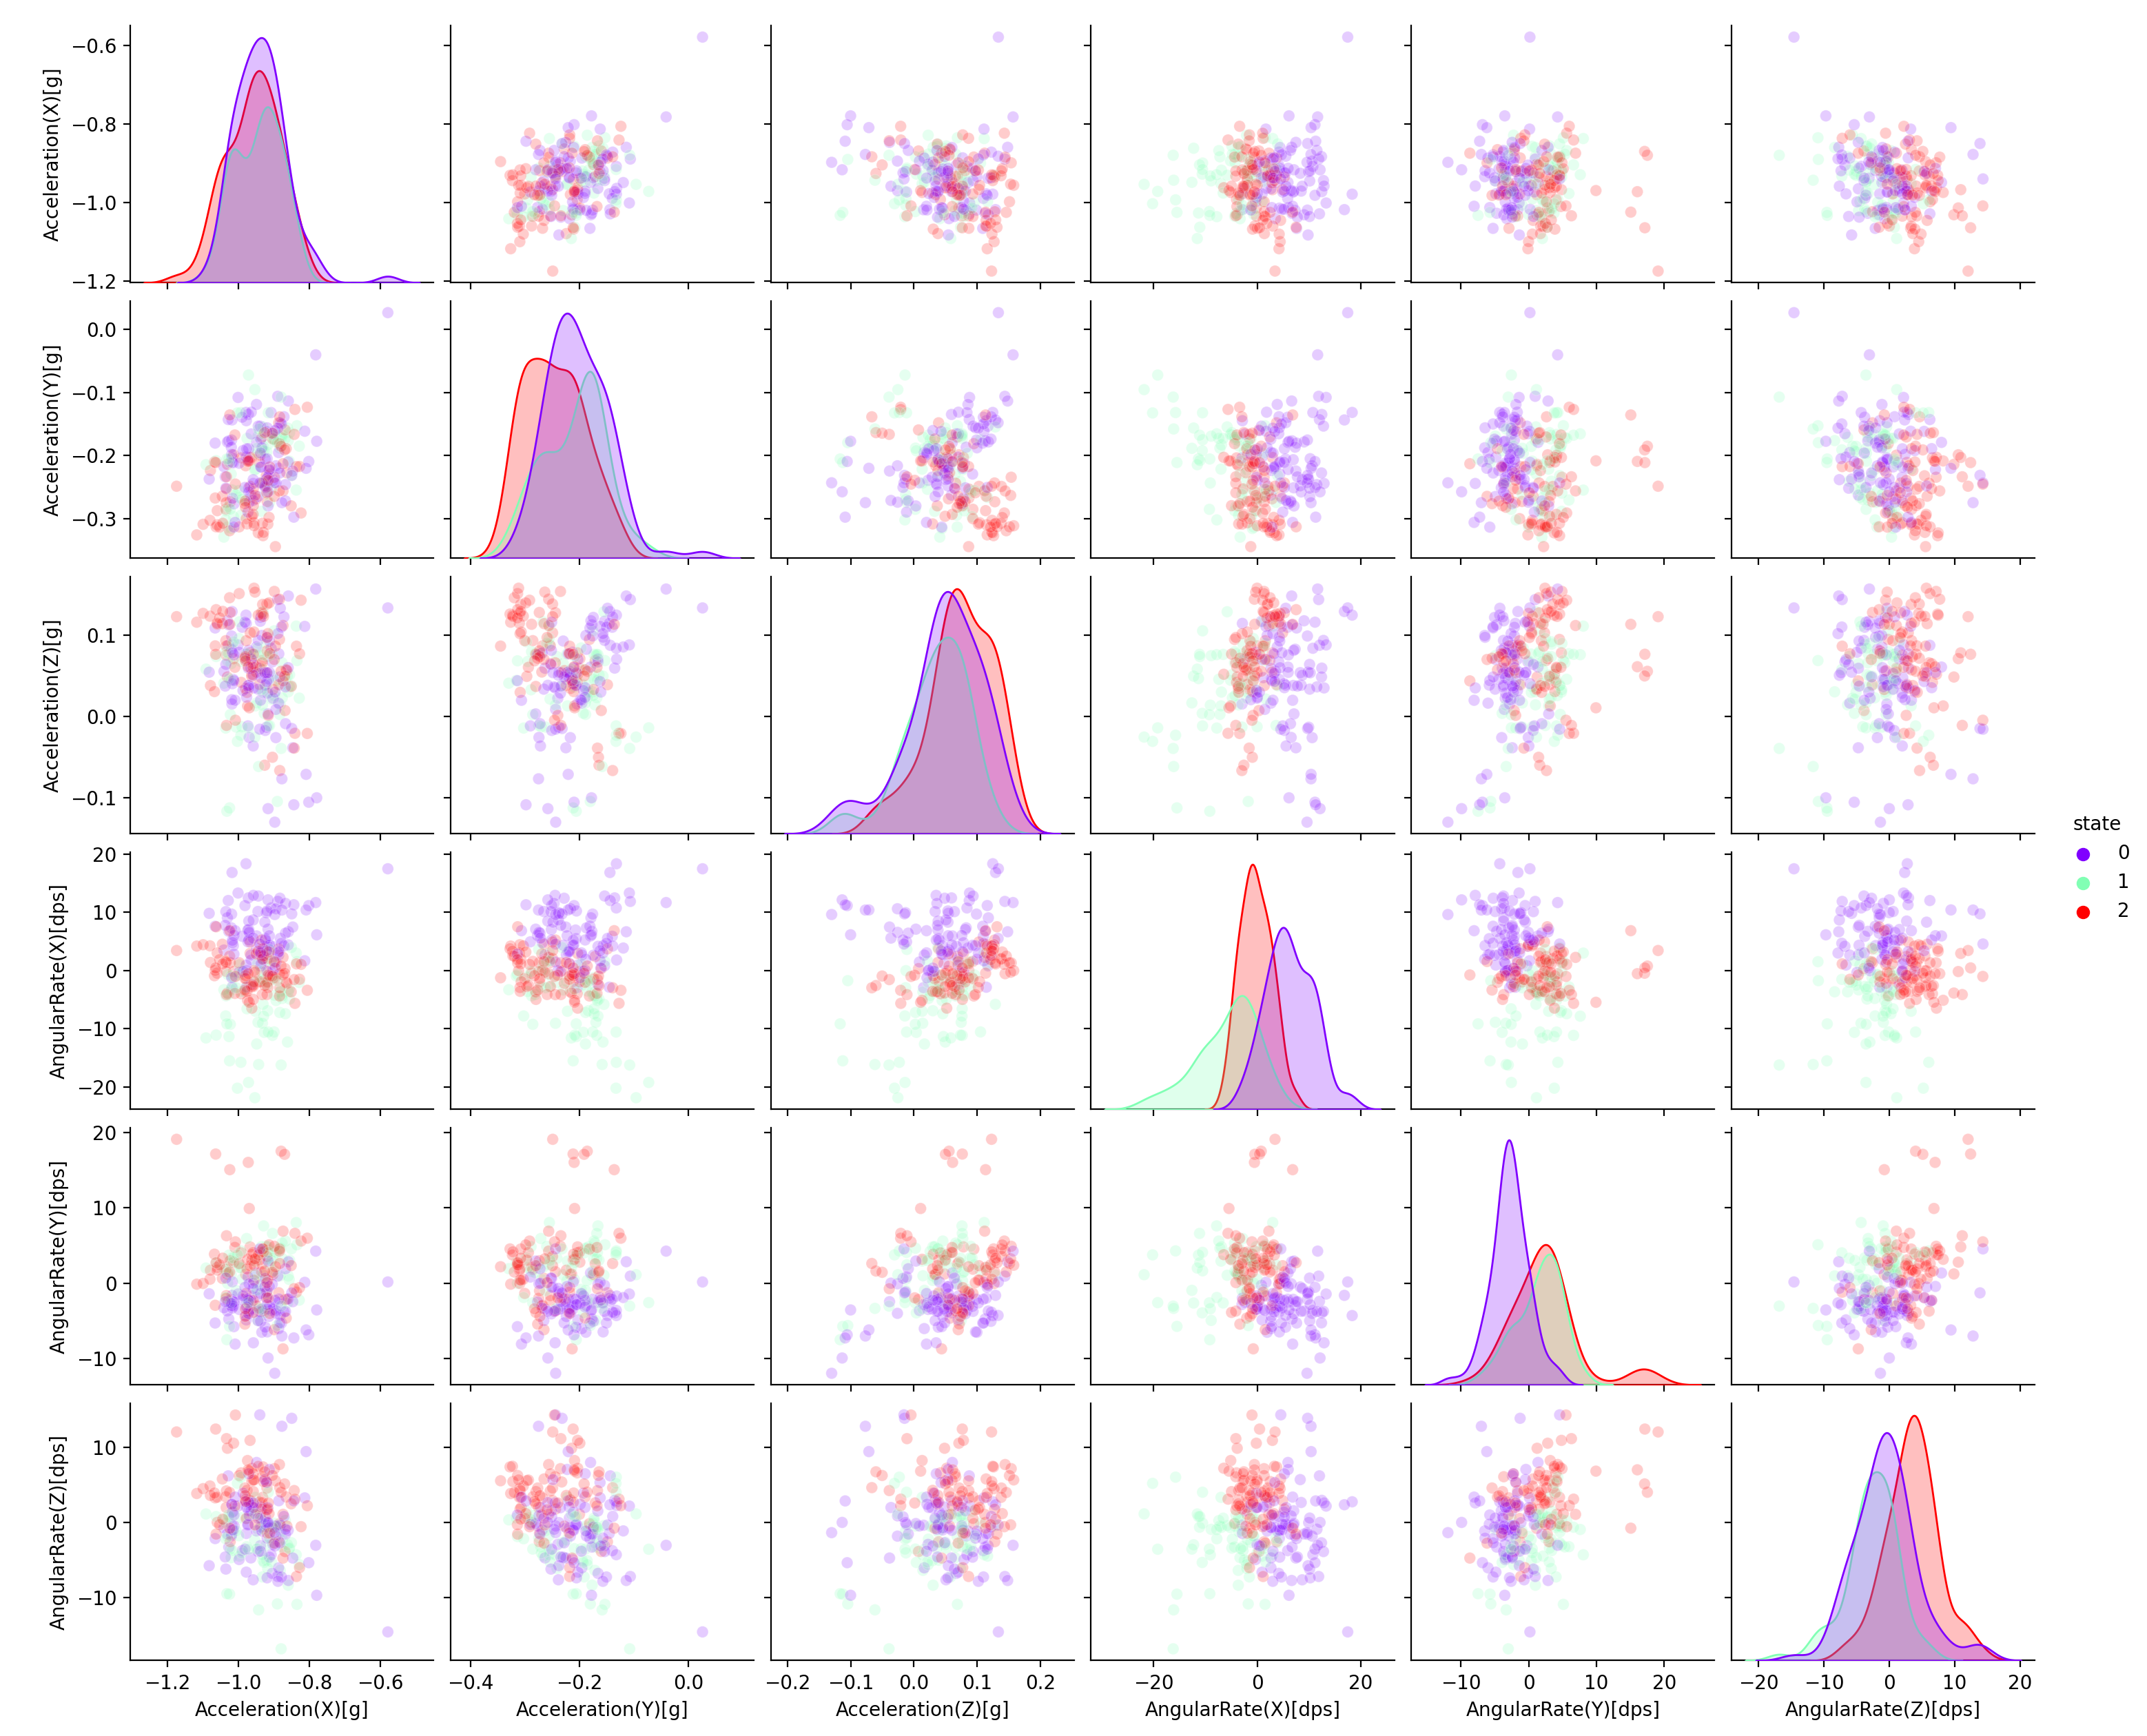 −0.6
−0.8
−1.0
−1.2
Acceleration(X)[g]
0.0
−0.1
−0.2
−0.3
Acceleration(Y)[g]
0.1
0.0
−0.1
Acceleration(Z)[g]
20
10
0
−10
−20
AngularRate(X)[dps]
20
10
0
−10
AngularRate(Y)[dps]
10
0
−10
AngularRate(Z)[dps]
−1.2 −1.0 −0.8 −0.6
Acceleration(X)[g]
−0.4 −0.2 0.0
Acceleration(Y)[g]
−0.2 −0.1 0.0 0.1 0.2
Acceleration(Z)[g]
−20 0 20
AngularRate(X)[dps]
−10 0 10 20
AngularRate(Y)[dps]
−20 −10 0 10 20
AngularRate(Z)[dps]
state
0
1
2